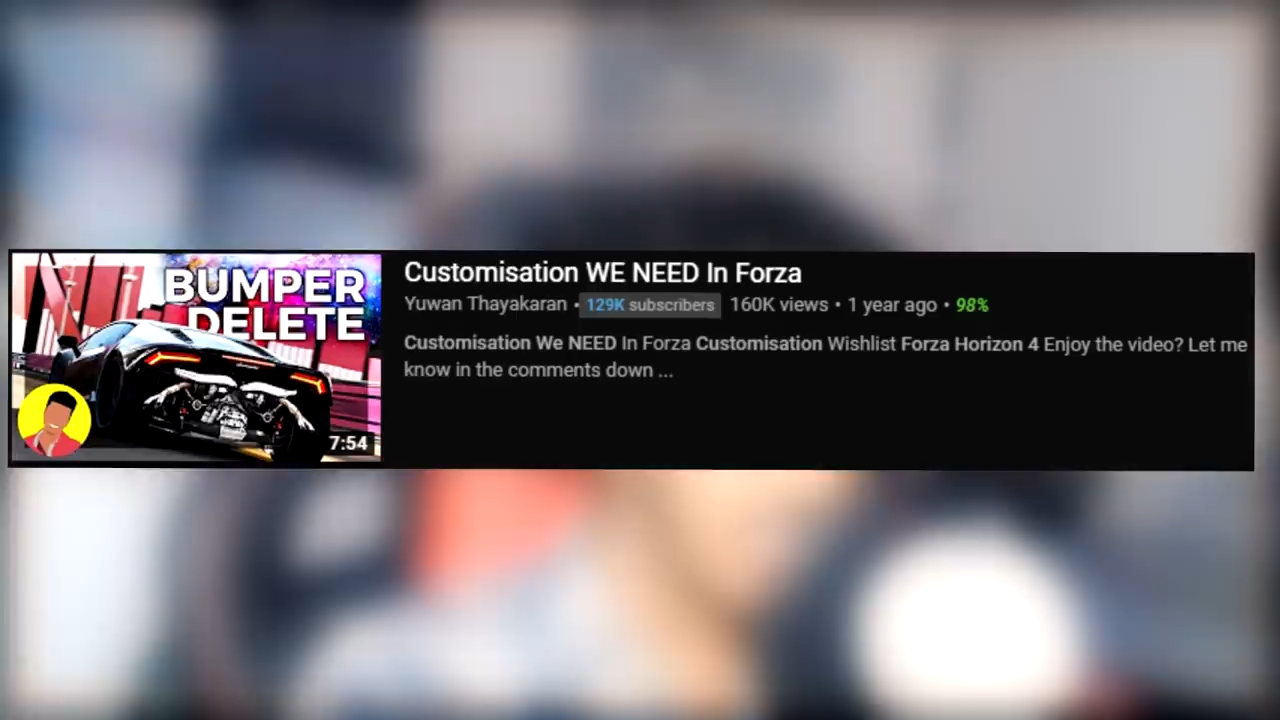 BUMPER
DELETE
7:54
Customisation WE NEED In Forza
Yuwan Thayakaran • 129K subscribers 160K views • 1 year ago • 98%
Customisation We NEED In Forza Customisation Wishlist Forza Horizon 4 Enjoy the video? Let me
know in the comments down ...